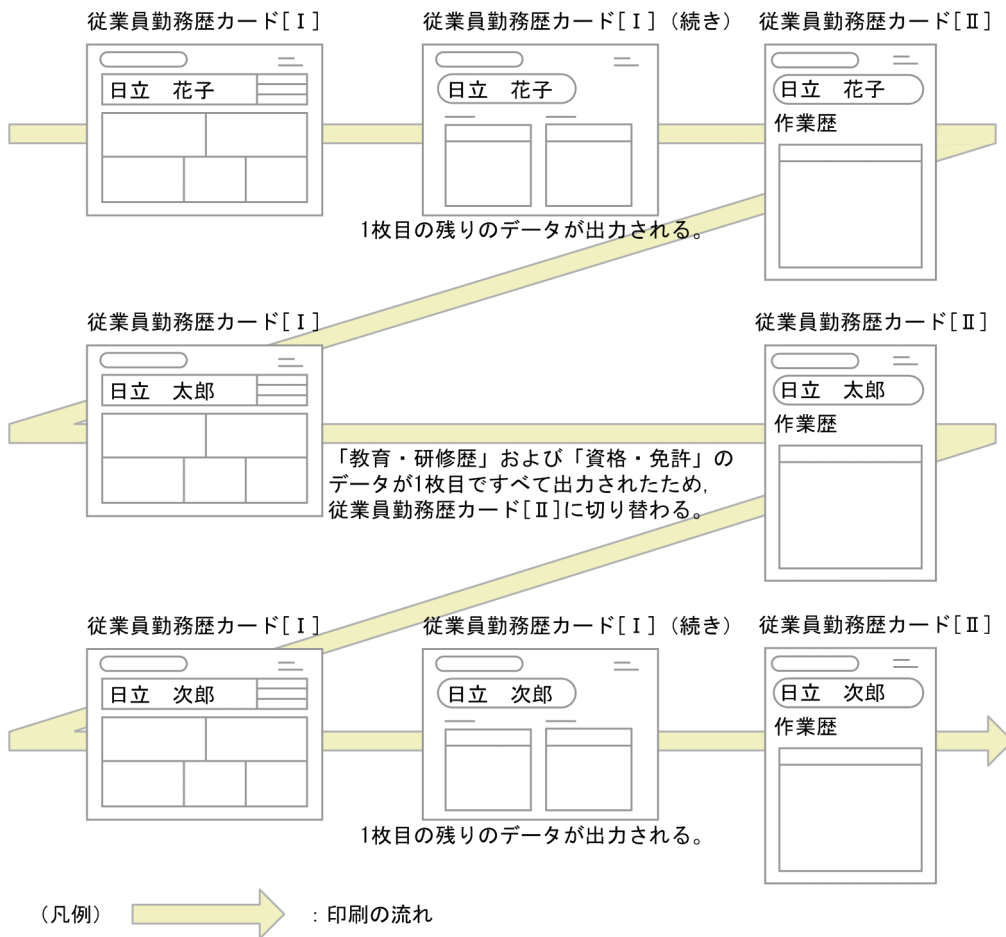 従業員勤務歴カード[Ⅰ]
従業員勤務歴カード[Ⅰ]（続き）
従業員勤務歴カード[Ⅱ]
日立　花子
日立　花子
日立　花子
作業歴
1枚目の残りのデータが出力される。
従業員勤務歴カード[Ⅰ]
従業員勤務歴カード[Ⅱ]
日立　太郎
日立　太郎
作業歴
「教育・研修歴」および「資格・免許」の
データが1枚目ですべて出力されたため,
従業員勤務歴カード[Ⅱ]に切り替わる。
従業員勤務歴カード[Ⅰ]
従業員勤務歴カード[Ⅰ]（続き）
従業員勤務歴カード[Ⅱ]
日立　次郎
日立　次郎
日立　次郎
作業歴
1枚目の残りのデータが出力される。
（凡例）　：印刷の流れ